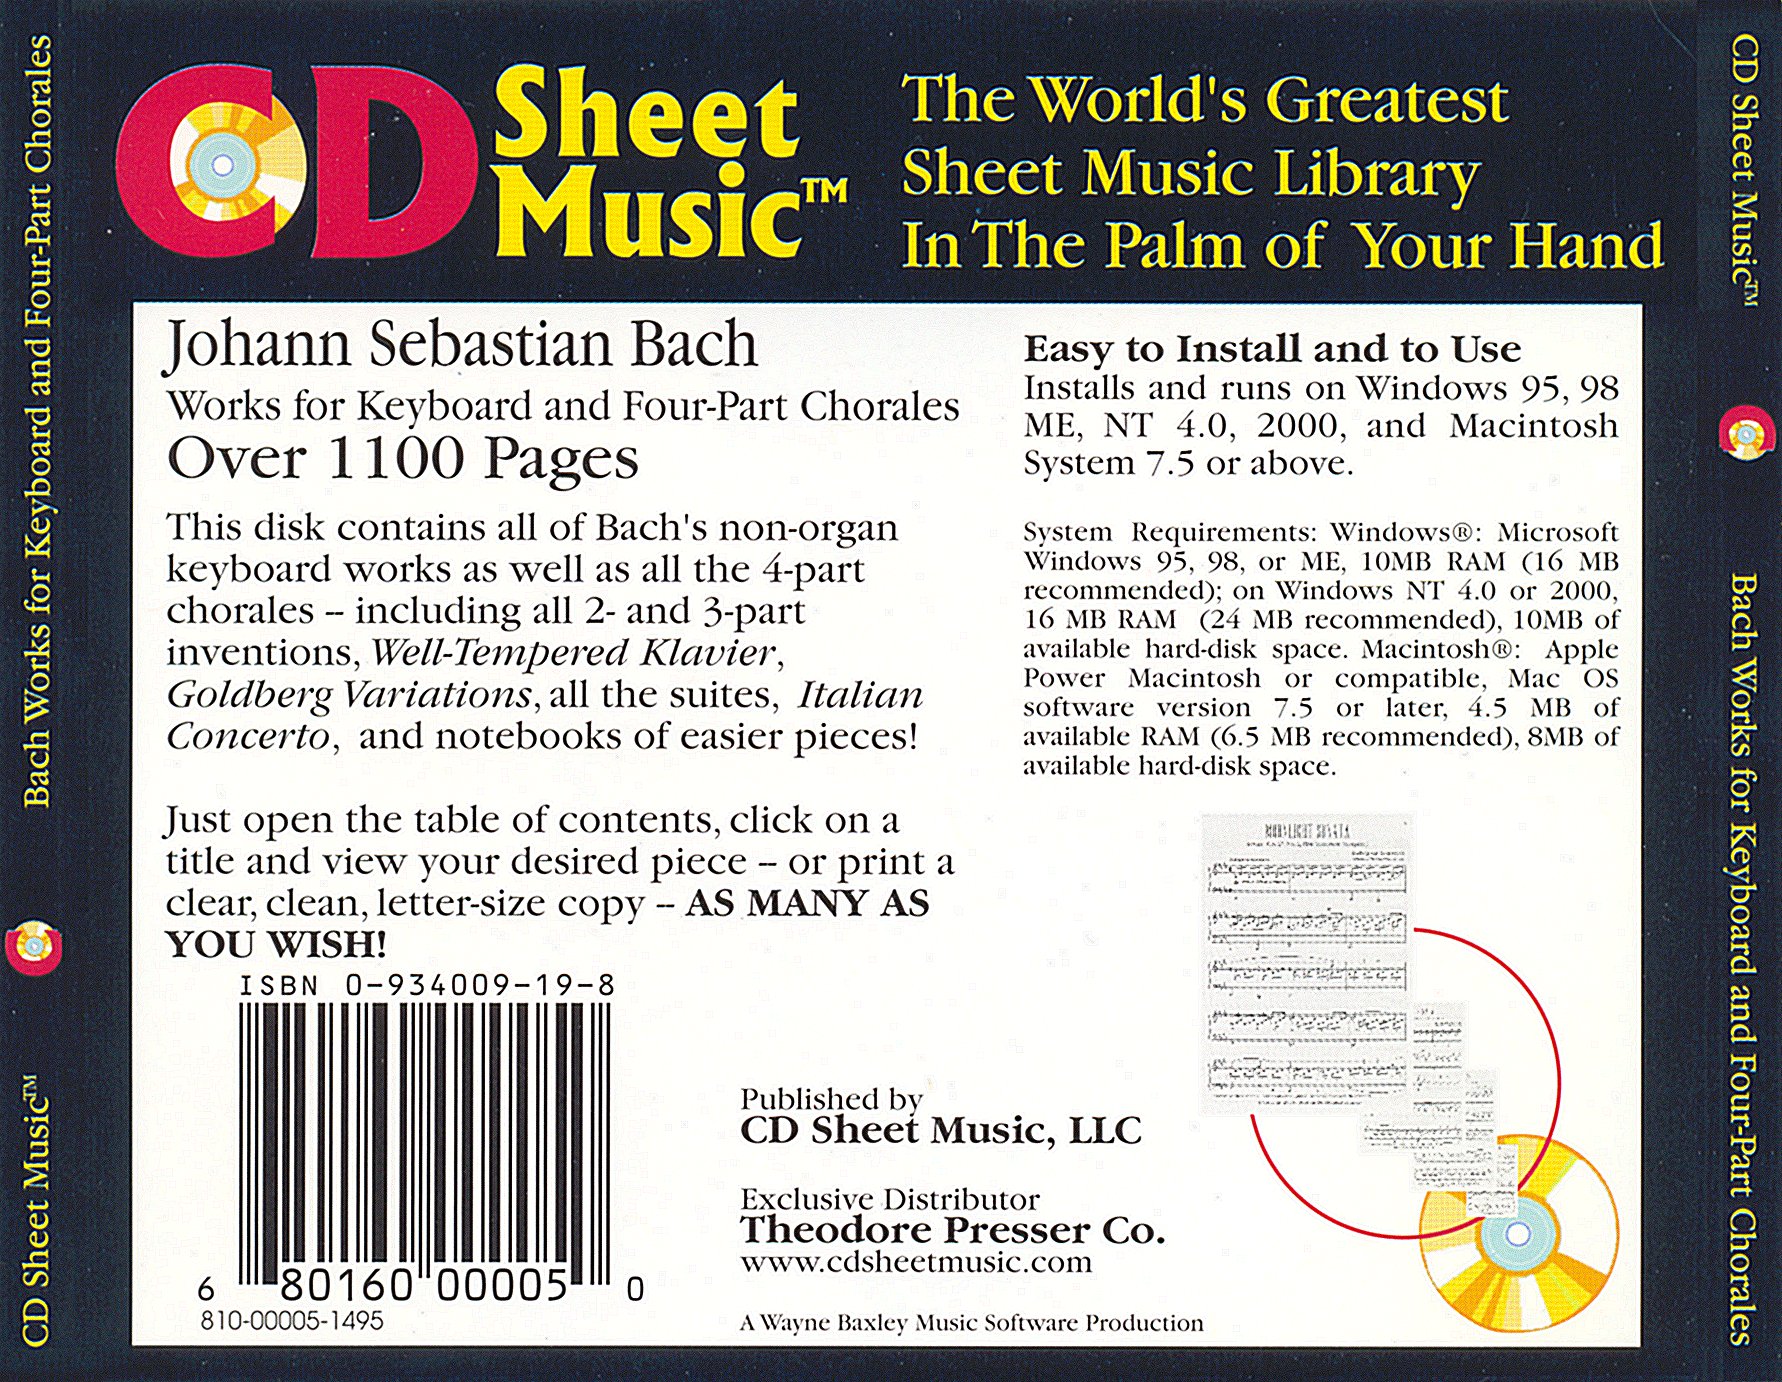 CD Sheet Music™
The World's Greatest
Sheet Music Library
In The Palm of Your Hand
Johann Sebastian Bach
Works for Keyboard and Four-Part Chorales
Over 1100 Pages
This disk contains all of Bach's non-organ
keyboard works as well as all the 4-part
chorales – including all 2- and 3-part
inventions, Well-Tempered Klavier,
Goldberg Variations, all the suites, Italian
Concerto, and notebooks of easier pieces!
Just open the table of contents, click on a
title and view your desired piece – or print a
clear, clean, letter-size copy – AS MANY AS
YOU WISH!
ISBN 0-934009-19-8
6 80160 00005 0
810-00005-1495
Easy to Install and to Use
Installs and runs on Windows 95, 98
ME, NT 4.0, 2000, and Macintosh
System 7.5 or above.
System Requirements: Windows®: Microsoft
Windows 95, 98, or ME, 10MB RAM (16 MB
recommended); on Windows NT 4.0 or 2000,
16 MB RAM (24 MB recommended), 10MB of
available hard-disk space. Macintosh®: Apple
Power Macintosh or compatible, Mac OS
software version 7.5 or later, 4.5 MB of
available RAM (6.5 MB recommended), 8MB of
available hard-disk space.
MOONLIGHT SONATA
Published by
CD Sheet Music, LLC
Exclusive Distributor
Theodore Presser Co.
www.cdsheetmusic.com
A Wayne Baxley Music Software Production
CD Sheet Music™ Bach Works for Keyboard and Four-Part Chorales
CD Sheet Music™ Bach Works for Keyboard and Four-Part Chorales